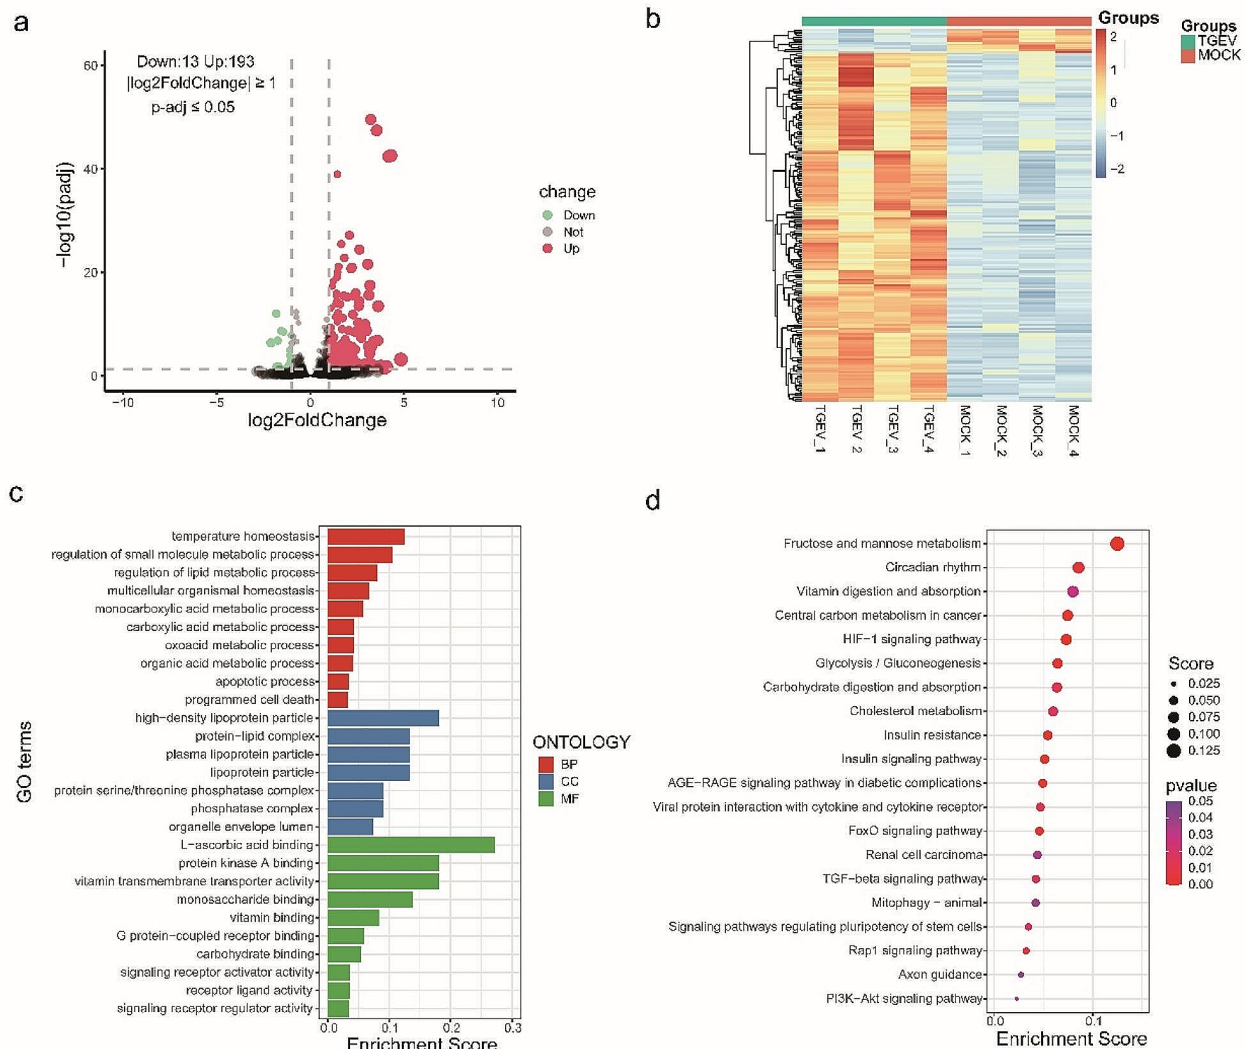 a
Down:13 Up:193
|log2FoldChange| ≥ 1
p-adj ≤ 0.05
−log10(padj)
60
40
20
0
−10
−5
0
5
10
log2FoldChange
change
Down
Not
Up
b
Groups
2
1
0
−1
−2
Groups
TGEV
MOCK
TGEV_1
TGEV_2
TGEV_3
TGEV_4
MOCK_1
MOCK_2
MOCK_3
MOCK_4
c
GO terms
temperature homeostasis
regulation of small molecule metabolic process
regulation of lipid metabolic process
multicellular organismal homeostasis
monocarboxylic acid metabolic process
carboxylic acid metabolic process
oxoacid metabolic process
organic acid metabolic process
apoptotic process
programmed cell death
high−density lipoprotein particle
protein−lipid complex
plasma lipoprotein particle
lipoprotein particle
protein serine/threonine phosphatase complex
phosphatase complex
organelle envelope lumen
L−ascorbic acid binding
protein kinase A binding
vitamin transmembrane transporter activity
monosaccharide binding
vitamin binding
G protein−coupled receptor binding
carbohydrate binding
signaling receptor activator activity
receptor ligand activity
signaling receptor regulator activity
0.0
0.1
0.2
0.3
Enrichment Score
ONTOLOGY
BP
CC
MF
d
Fructose and mannose metabolism
Circadian rhythm
Vitamin digestion and absorption
Central carbon metabolism in cancer
HIF−1 signaling pathway
Glycolysis / Gluconeogenesis
Carbohydrate digestion and absorption
Cholesterol metabolism
Insulin resistance
Insulin signaling pathway
AGE−RAGE signaling pathway in diabetic complications
Viral protein interaction with cytokine and cytokine receptor
FoxO signaling pathway
Renal cell carcinoma
TGF−beta signaling pathway
Mitophagy − animal
Signaling pathways regulating pluripotency of stem cells
Rap1 signaling pathway
Axon guidance
PI3K−Akt signaling pathway
0.0
0.1
Enrichment Score
Score
0.025
0.050
0.075
0.100
0.125
pvalue
0.05
0.04
0.03
0.02
0.01
0.00